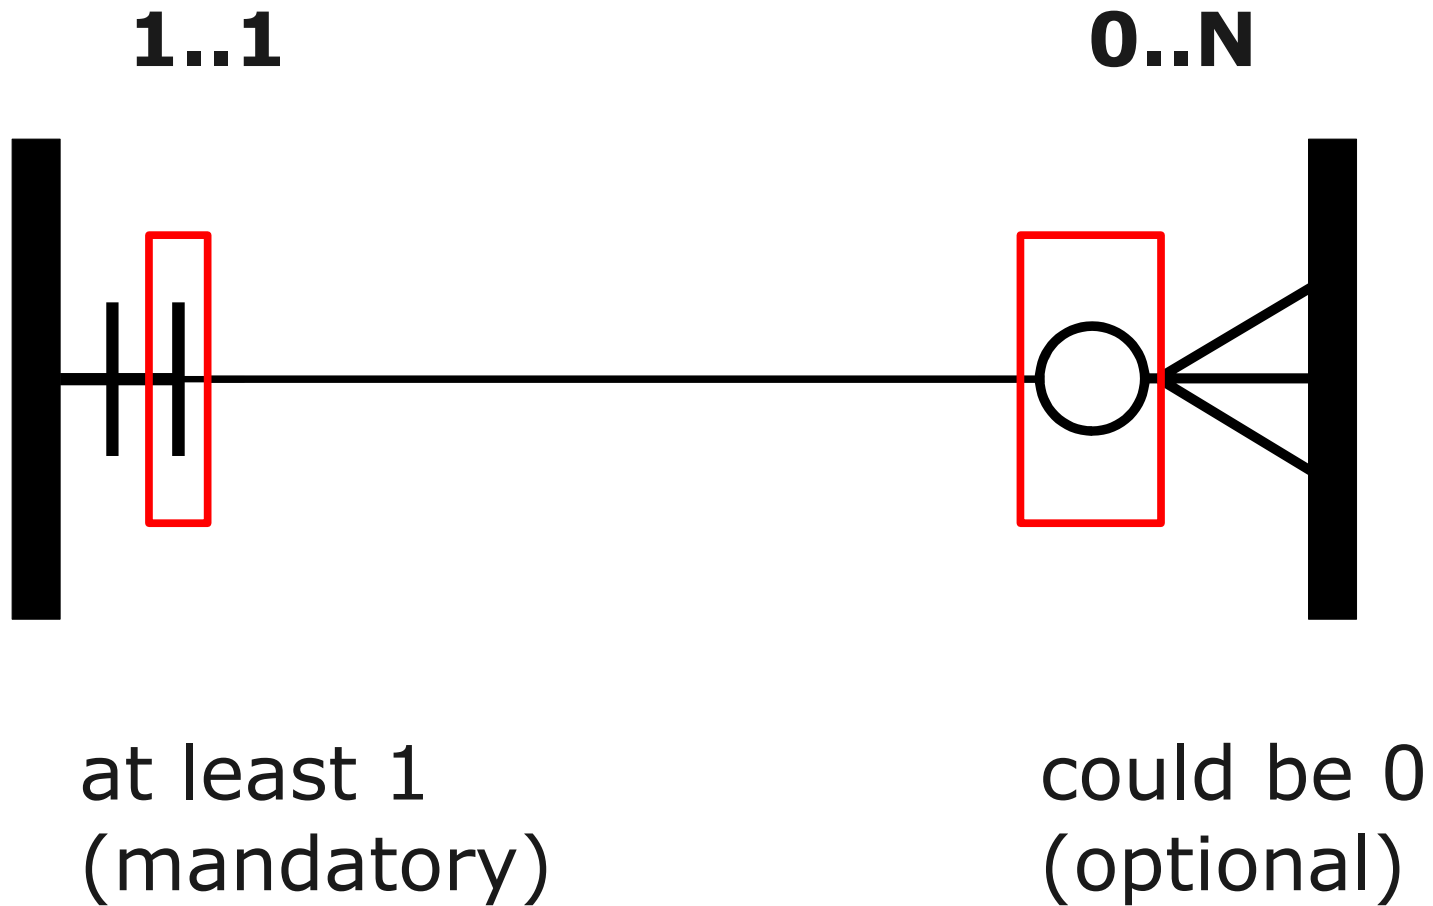 1..1
0..N
at least 1
(mandatory)
could be 0
(optional)